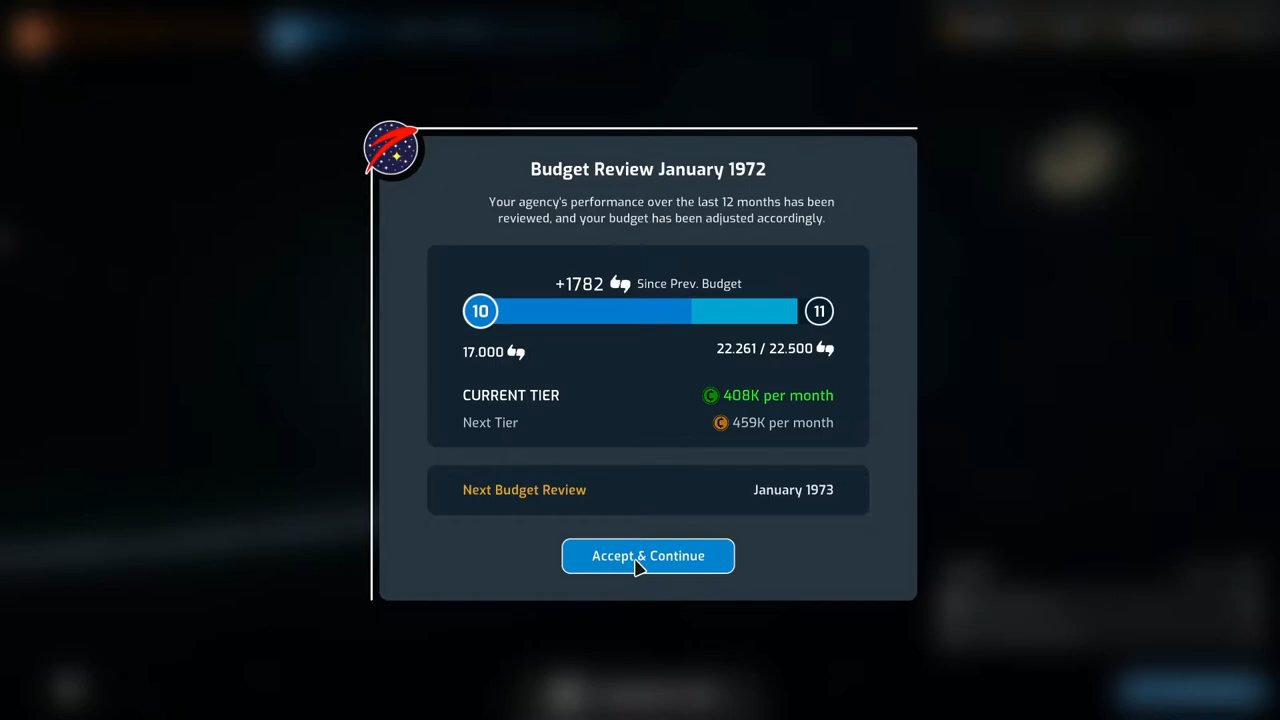 Budget Review January 1972
Your agency's performance over the last 12 months has been
reviewed, and your budget has been adjusted accordingly.
+1782 Since Prev. Budget
10
11
17.000
22.261 / 22.500
CURRENT TIER
408K per month
Next Tier
459K per month
Next Budget Review
January 1973
Accept & Continue